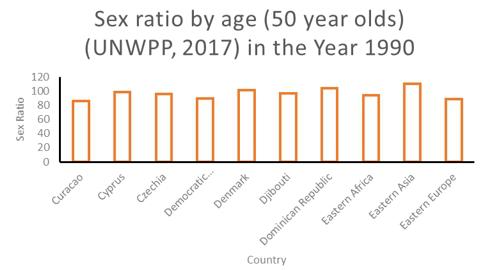 Sex ratio by age (50 year olds)
(UNWPP, 2017) in the Year 1990
120
100
80
60
40
20
0
Sex Ratio
Curacao
Cyprus
Czechia
Democratic...
Denmark
Djibouti
Dominican Republic
Eastern Africa
Eastern Asia
Eastern Europe
Country